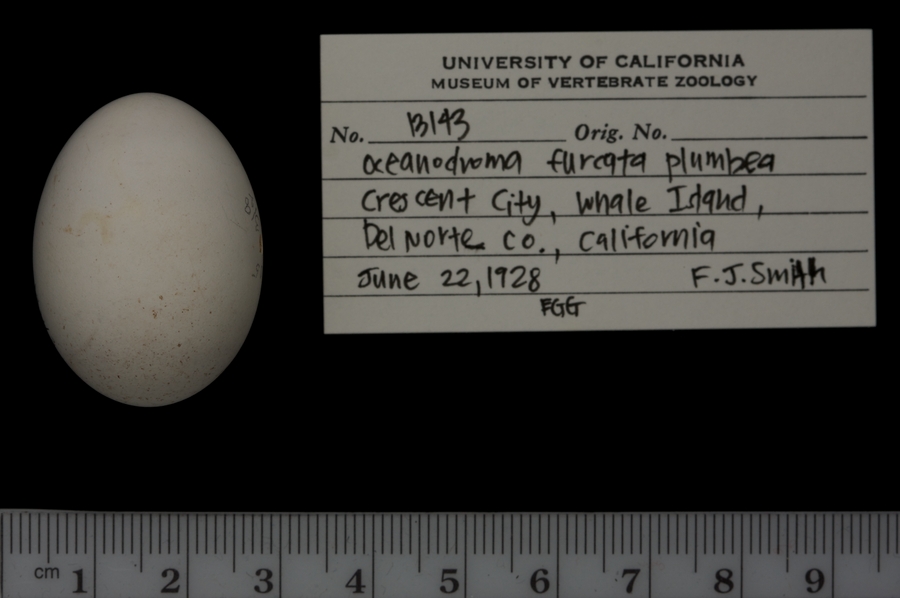 UNIVERSITY OF CALIFORNIA
MUSEUM OF VERTEBRATE ZOOLOGY
No. 13143 Orig. No.
Oceanodroma furcata plumbea
Crescent City, Whale Island,
Del Norte Co., California
June 22, 1928 F.J. Smith
EGG
cm 1 2 3 4 5 6 7 8 9